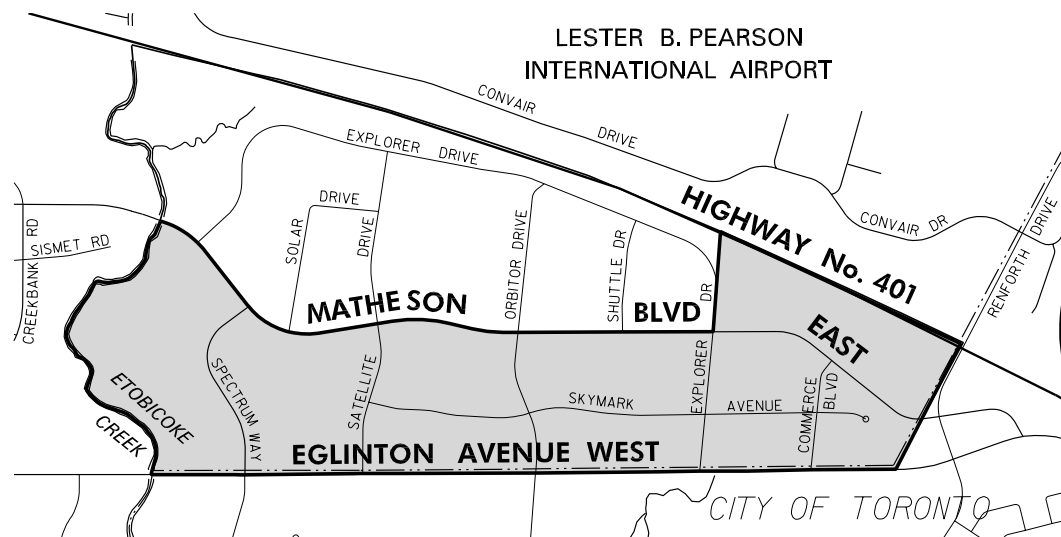 LESTER B. PEARSON
INTERNATIONAL AIRPORT
CONVAIR DRIVE
EXPLORER DRIVE
HIGHWAY No. 401
CONVAIR DR
RENFORTH DRIVE
CREEKBANK RD
SISMET RD
SOLAR DRIVE
DRIVE
SATELLITE
ORBITOR DRIVE
SHUTTLE DR
MATHESON BLVD EAST
EXPLORER DR
SPECTRUM WAY
SKYMARK AVENUE
COMMERCE BLVD
ETOBICOKE CREEK
EGLINTON AVENUE WEST
CITY OF TORONTO